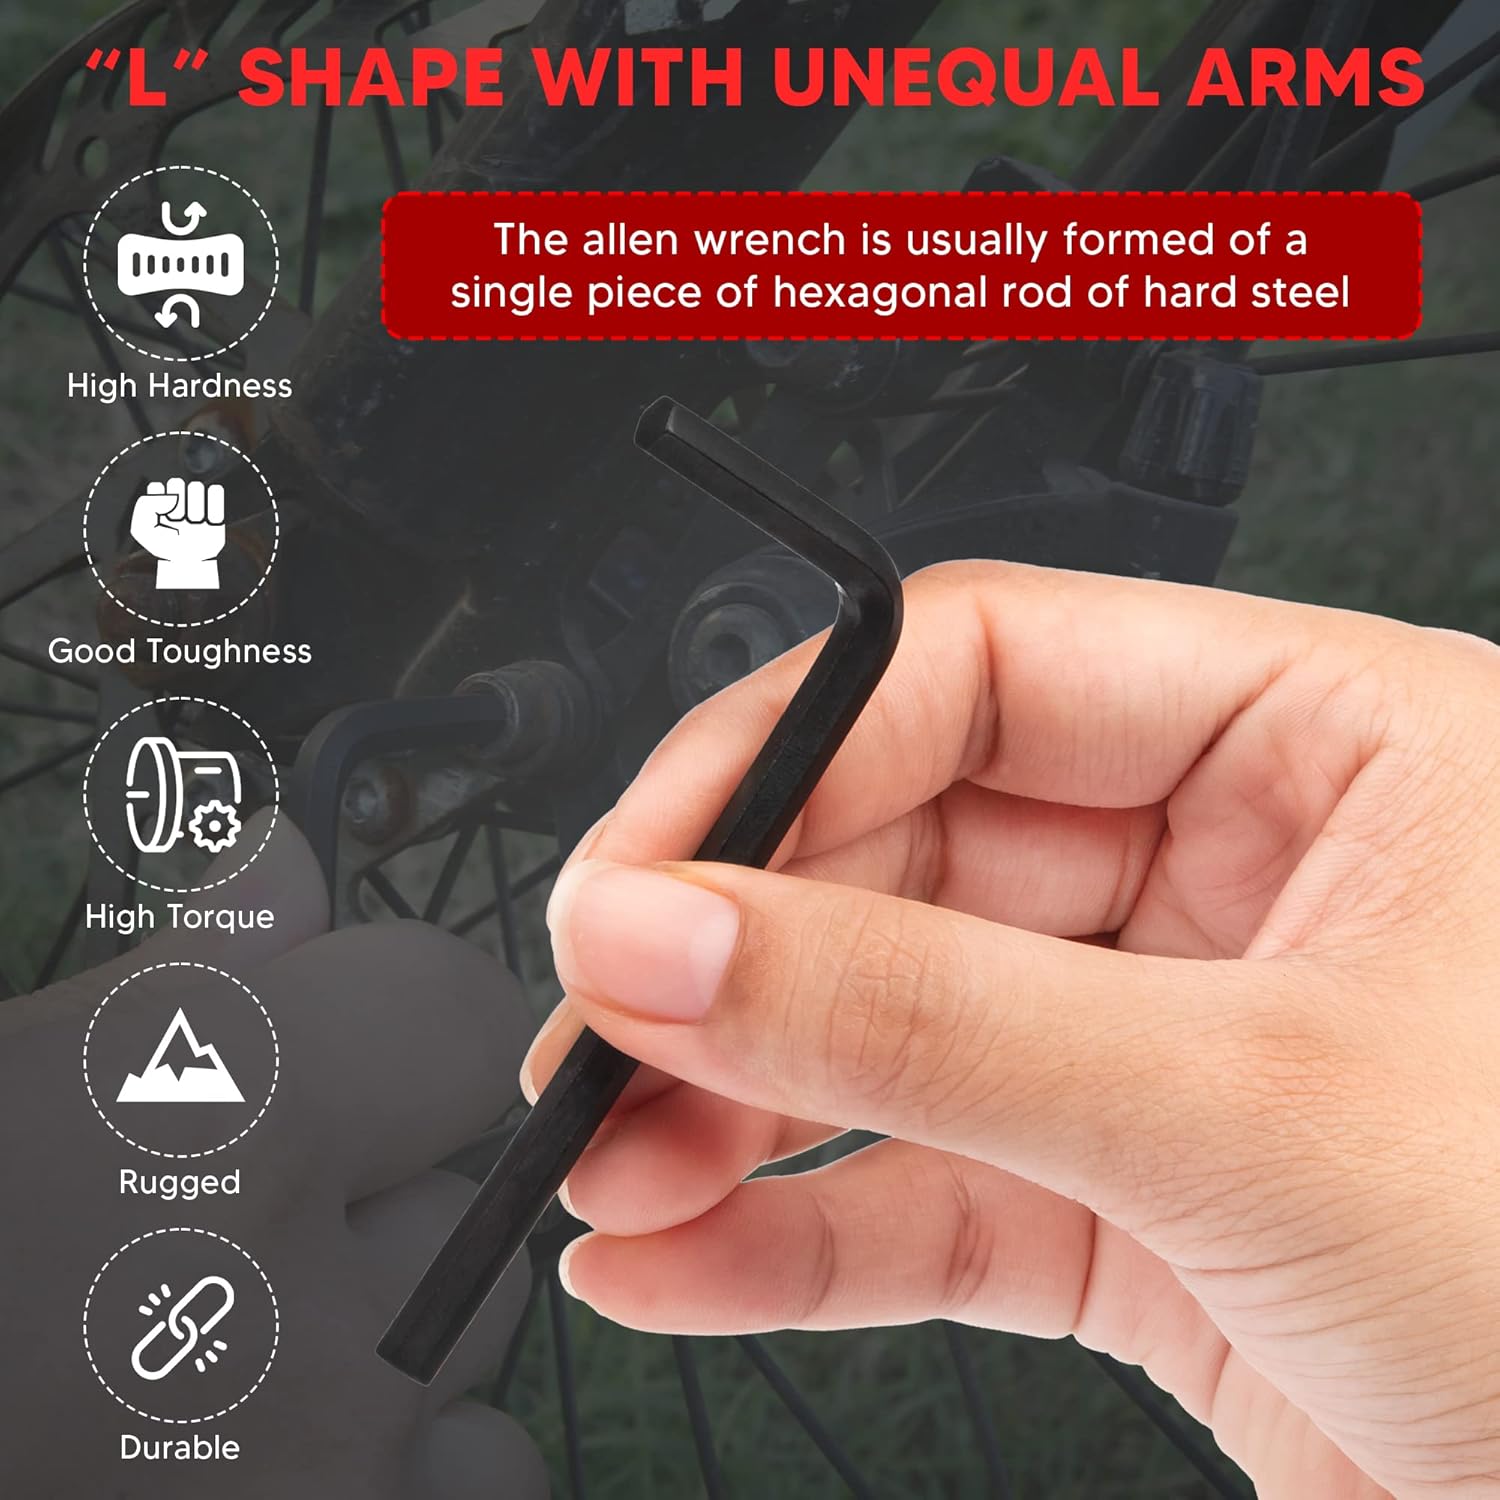 “L” SHAPE WITH UNEQUAL ARMS
The allen wrench is usually formed of a
single piece of hexagonal rod of hard steel
High Hardness
Good Toughness
High Torque
Rugged
Durable